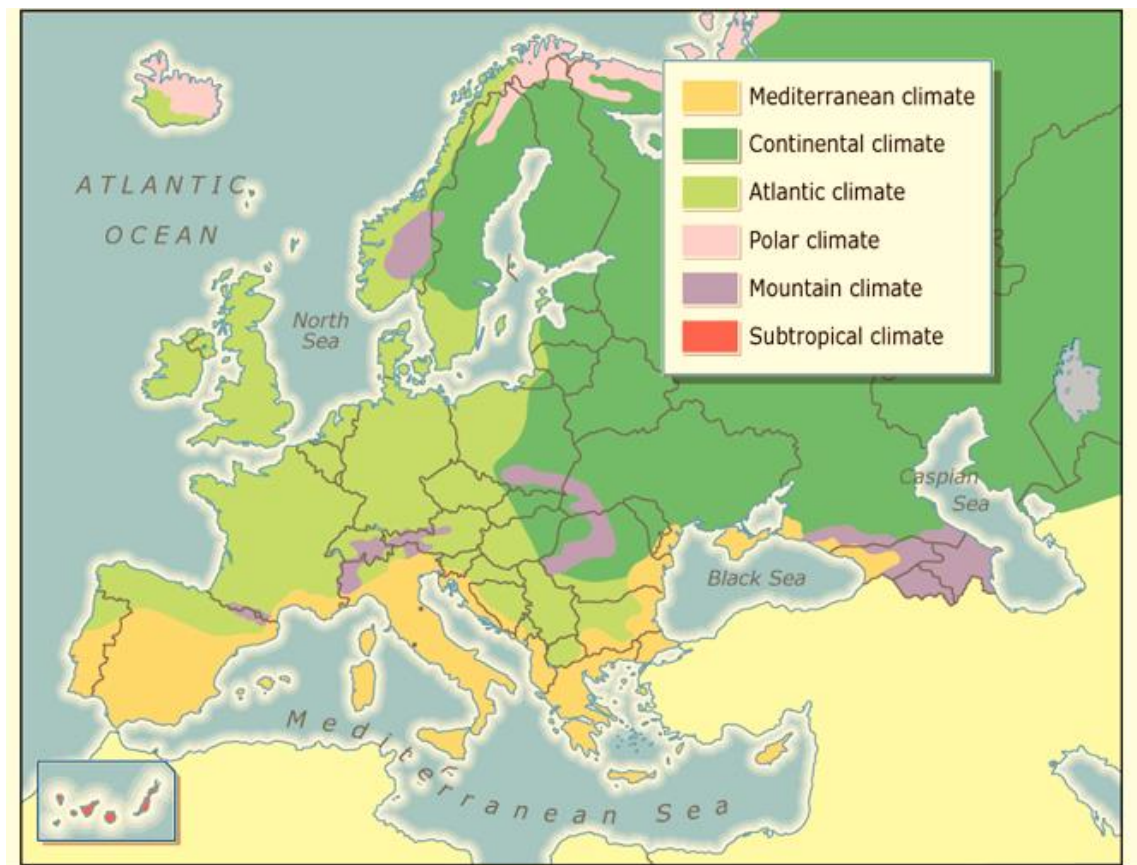 Mediterranean climate
Continental climate
Atlantic climate
Polar climate
Mountain climate
Subtropical climate
ATLANTIC
OCEAN
North
Sea
Caspian
Sea
Black Sea
Mediterranean Sea